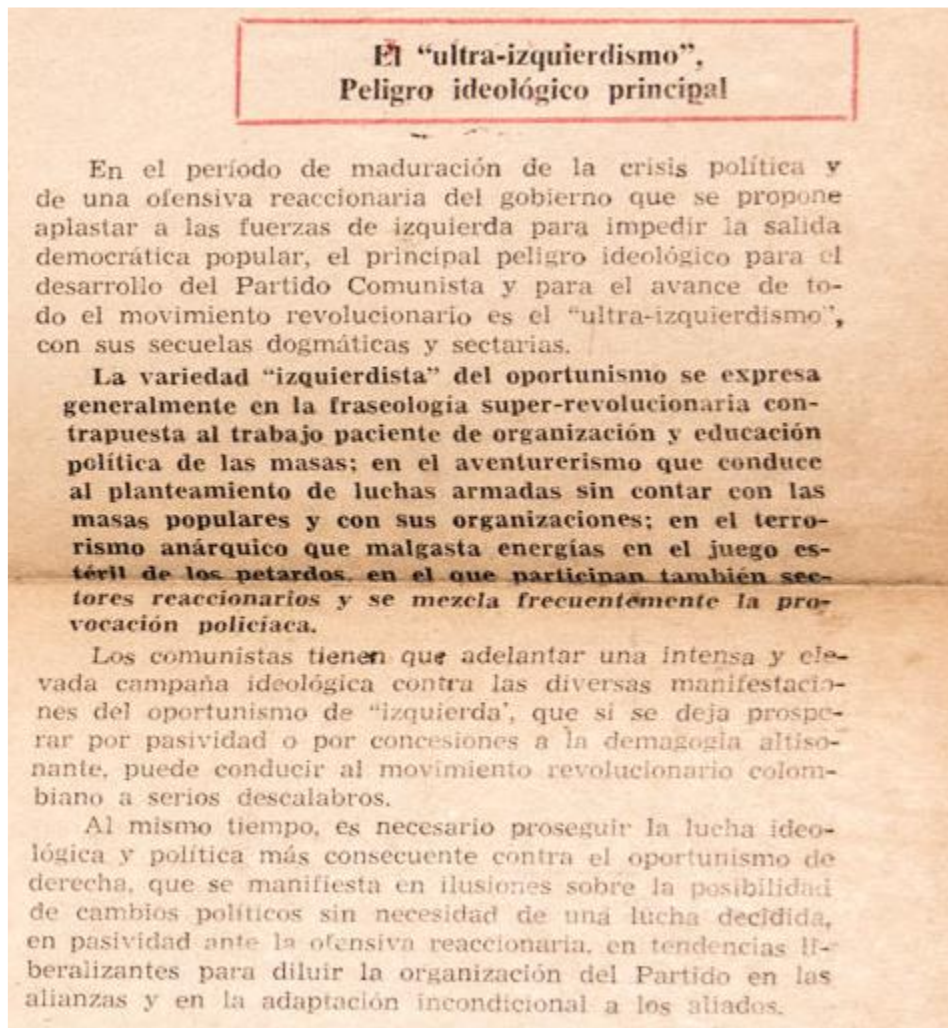 El “ultra-izquierdismo”,
Peligro ideológico principal
En el período de maduración de la crisis política y
de una ofensiva reaccionaria del gobierno que se propone
aplastar a las fuerzas de izquierda para impedir la salida
democrática popular, el principal peligro ideológico para el
desarrollo del Partido Comunista y para el avance de to-
do el movimiento revolucionario es el “ultra-izquierdismo”,
con sus secuelas dogmáticas y sectarias.
La variedad “izquierdista” del oportunismo se expresa
generalmente en la fraseología super-revolucionaria con-
trapuesta al trabajo paciente de organización y educación
política de las masas; en el aventurerismo que conduce
al planteamiento de luchas armadas sin contar con las
masas populares y con sus organizaciones; en el terro-
rismo anárquico que malgasta energías en el juego es-
téril de los petardos, en el que participan también sec-
tores reaccionarios y se mezcla frecuentemente la pro-
vocación policíaca.
Los comunistas tienen que adelantar una intensa y ele-
vada campaña ideológica contra las diversas manifestacio-
nes del oportunismo de “izquierda’, que si se deja prospe-
rar por pasividad o por concesiones a la demagogia altiso-
nante, puede conducir al movimiento revolucionario colom-
biano a serios descalabros.
Al mismo tiempo, es necesario proseguir la lucha ideo-
lógica y política más consecuente contra el oportunismo de
derecha, que se manifiesta en ilusiones sobre la posibilidad
de cambios políticos sin necesidad de una lucha decidida,
en pasividad ante la ofensiva reaccionaria, en tendencias li-
beralizantes para diluir la organización del Partido en las
alianzas y en la adaptación incondicional a los aliados.